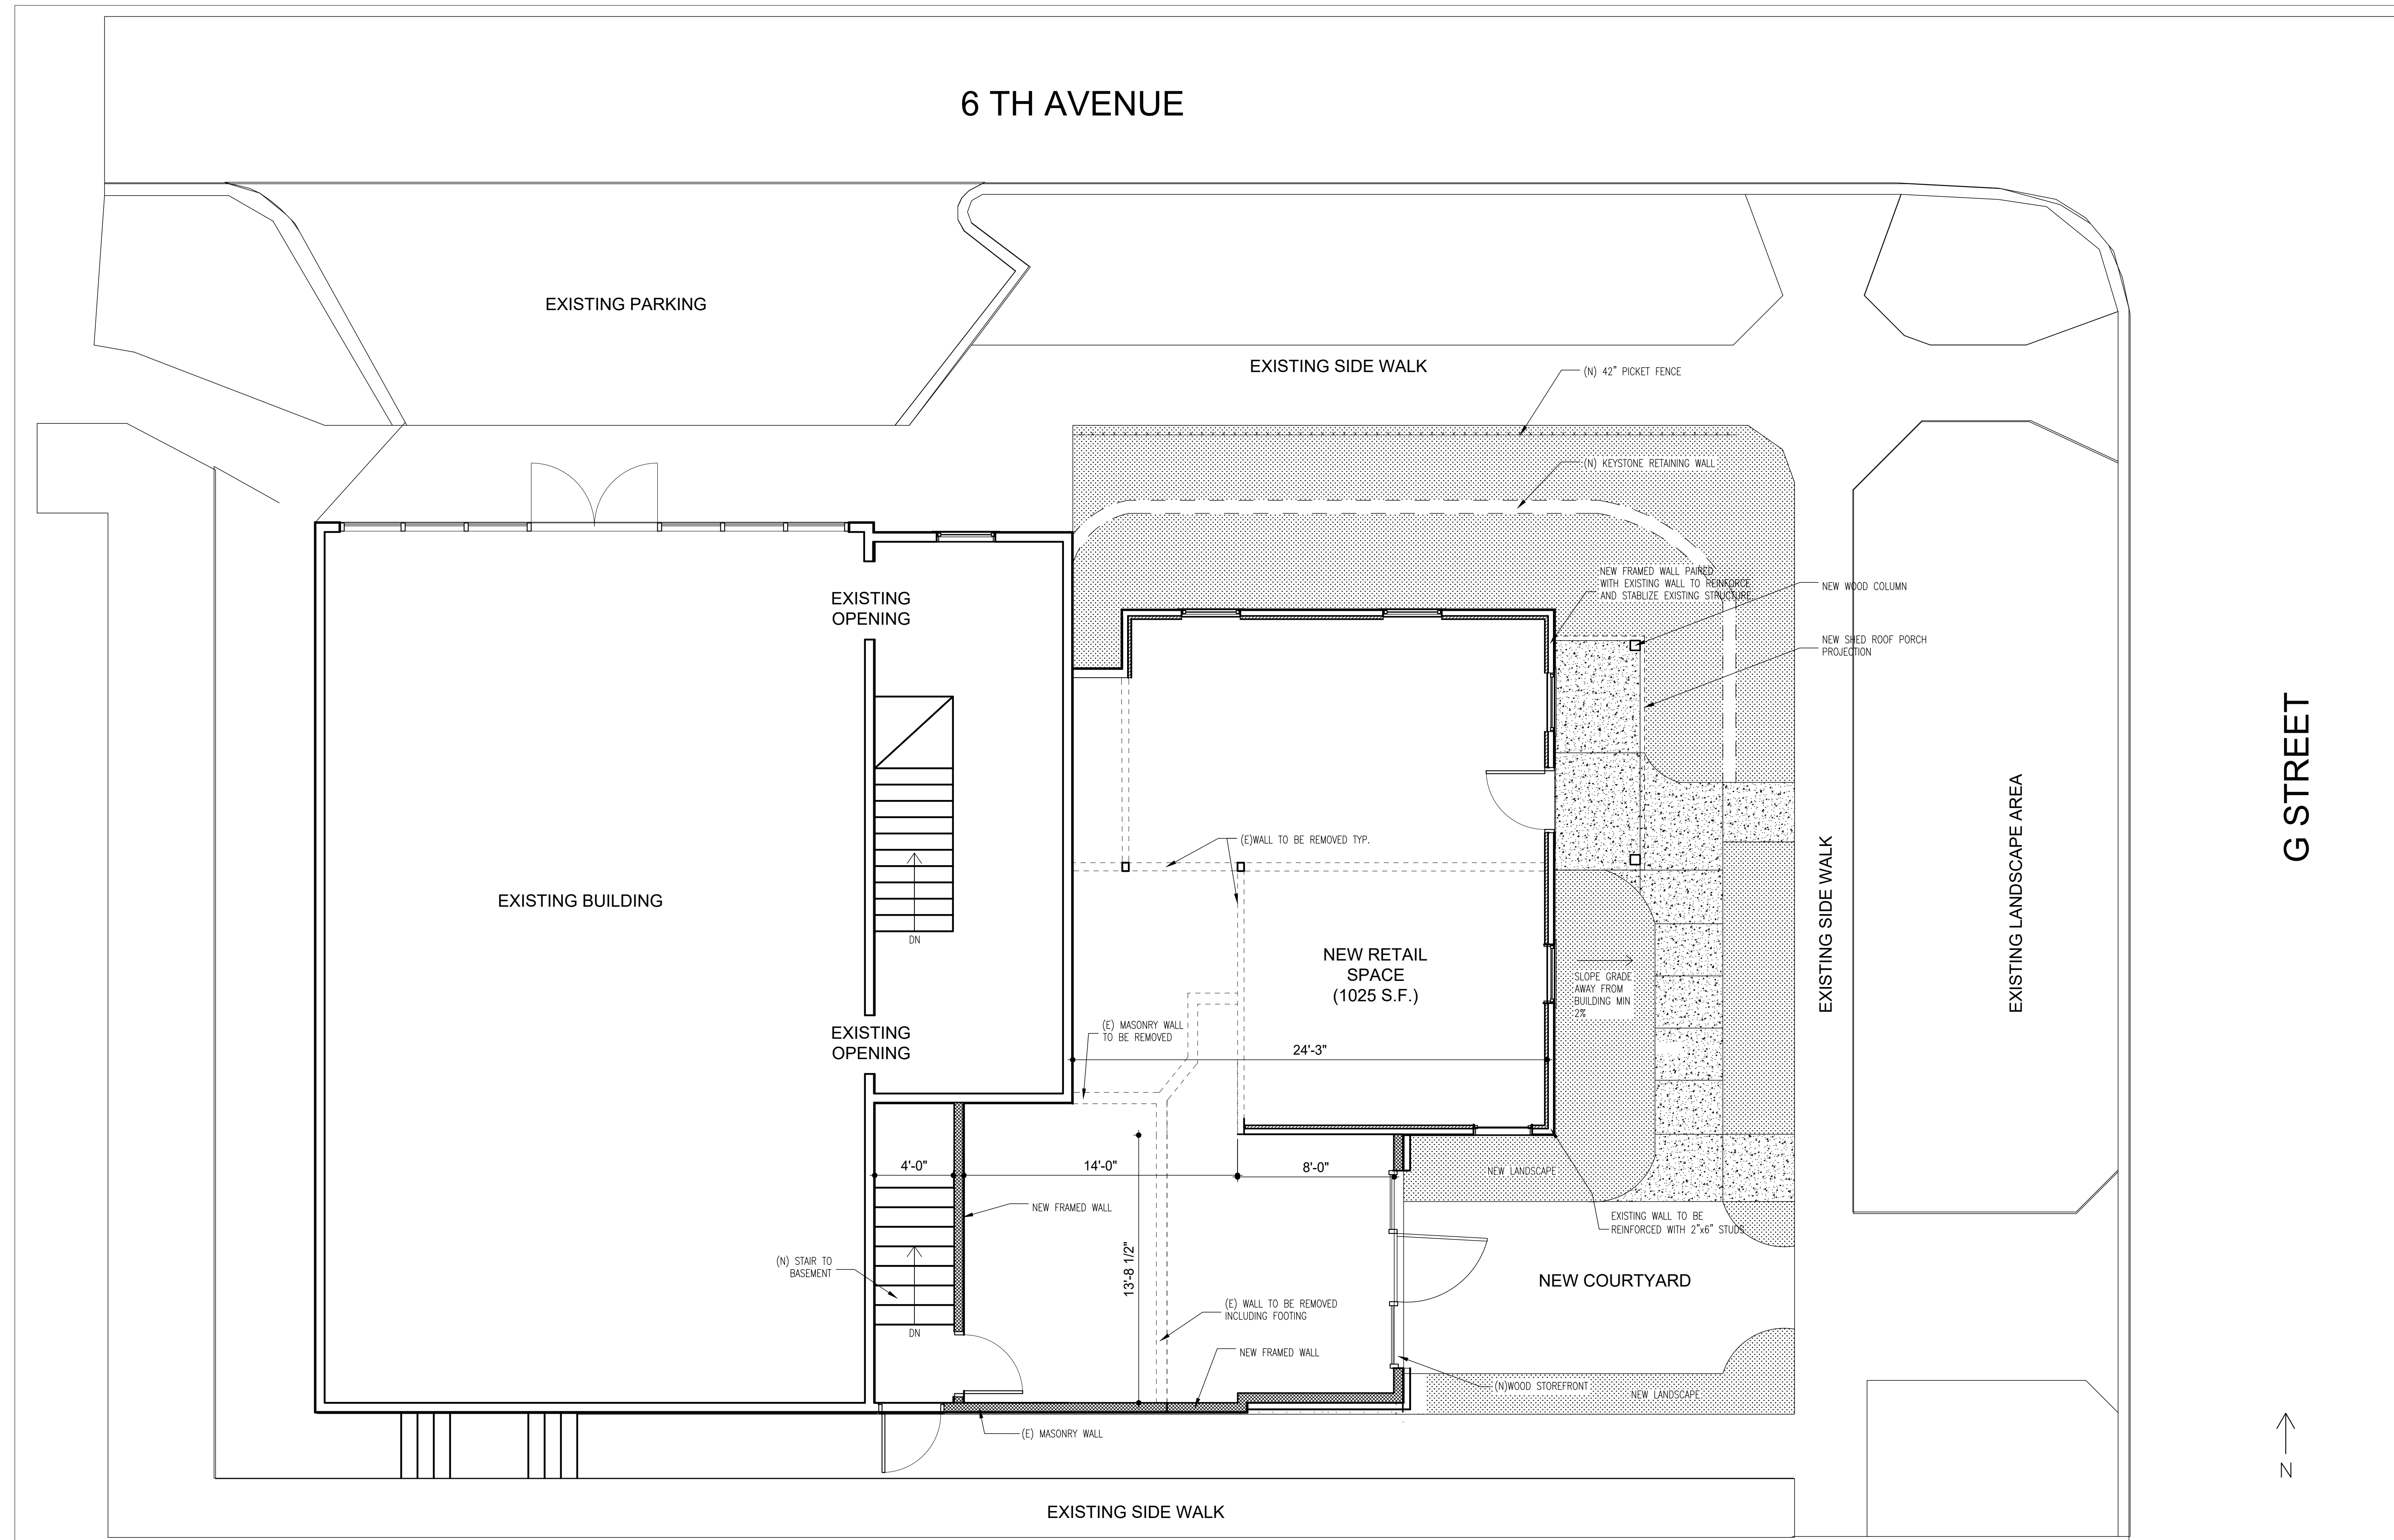 6 TH AVENUE
EXISTING PARKING
EXISTING SIDE WALK
(N) 42" PICKET FENCE
(N) KEYSTONE RETAINING WALL
NEW FRAMED WALL PAIRED
WITH EXISTING WALL TO REINFORCE
AND STABLIZE EXISTING STRUCTURE.
NEW WOOD COLUMN
NEW SHED ROOF PORCH
PROJECTION
EXISTING
OPENING
G STREET
EXISTING LANDSCAPE AREA
EXISTING SIDE WALK
(E)WALL TO BE REMOVED TYP.
EXISTING BUILDING
DN
NEW RETAIL
SPACE
(1025 S.F.)
SLOPE GRADE
AWAY FROM
BUILDING MIN
2%
EXISTING
OPENING
(E) MASONRY WALL
TO BE REMOVED
24'-3"
4'-0"
14'-0"
8'-0"
NEW LANDSCAPE
NEW FRAMED WALL
EXISTING WALL TO BE
REINFORCED WITH 2"x6" STUDS
13'-8 1/2"
(N) STAIR TO
BASEMENT
NEW COURTYARD
(E) WALL TO BE REMOVED
INCLUDING FOOTING
DN
NEW FRAMED WALL
(N)WOOD STOREFRONT
NEW LANDSCAPE
(E) MASONRY WALL
N
EXISTING SIDE WALK